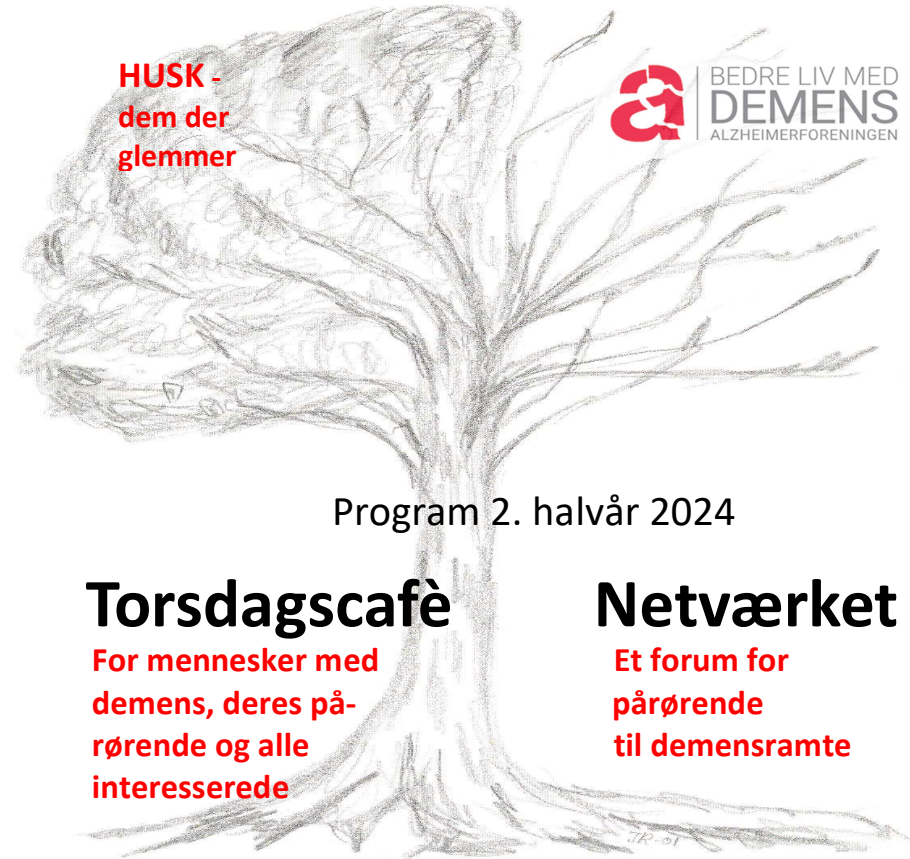 HUSK -
dem der
glemmer
BEDRE LIV MED
DEMENS
ALZHEIMERFORENINGEN
Program 2. halvår 2024
Torsdagscafè
For mennesker med
demens, deres på-
rørende og alle
interesserede
Netværket
Et forum for
pårørende
til demensramte